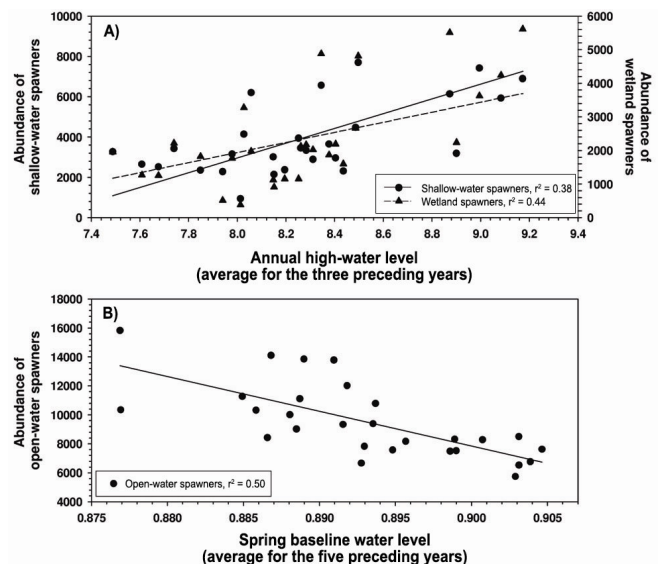 A)
10000
8000
6000
4000
2000
0
Abundance of
shallow-water spawners
6000
5000
4000
3000
2000
1000
0
Abundance of
wetland spawners
Shallow-water spawners, r² = 0.38
Wetland spawners, r² = 0.44
7.4 7.6 7.8 8.0 8.2 8.4 8.6 8.8 9.0 9.2 9.4
Annual high-water level
(average for the three preceding years)
B)
18000
16000
14000
12000
10000
8000
6000
4000
Abundance of
open-water spawners
Open-water spawners, r² = 0.50
0.875 0.880 0.885 0.890 0.895 0.900 0.905
Spring baseline water level
(average for the five preceding years)